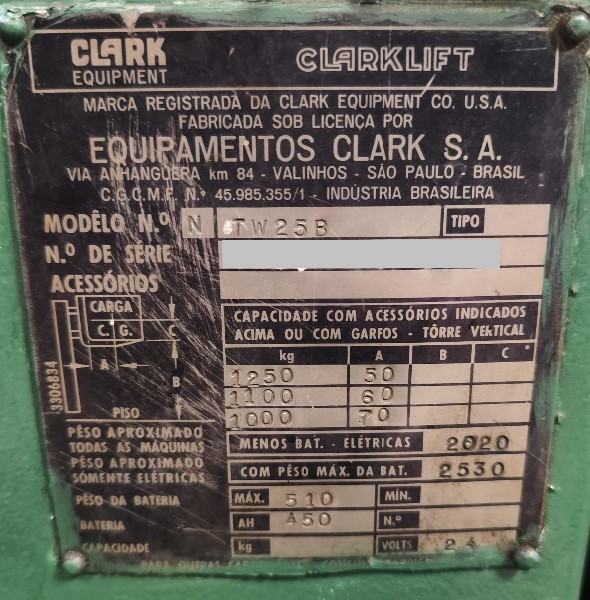 CLARK EQUIPMENT CLARKLIFT
MARCA REGISTRADA DA CLARK EQUIPMENT CO. U.S.A.
FABRICADA SOB LICENÇA POR
EQUIPAMENTOS CLARK S.A.
VIA ANHANGUERA km 84 - VALINHOS - SÃO PAULO - BRASIL
C.G.C.M.F. N.º 45.985.355/1 - INDÚSTRIA BRASILEIRA
MODÊLO N.º N TW25B TIPO
N.º DE SÉRIE
ACESSÓRIOS
CARGA
C. G. C
A
B
PISO
3306834
CAPACIDADE COM ACESSÓRIOS INDICADOS
ACIMA OU COM GARFOS - TÔRRE VERTICAL
kg A B C
1250 50
1100 60
1000 70
PÊSO APROXIMADO
TODAS AS MÁQUINAS
MENOS BAT. - ELÉTRICAS 2020
PÊSO APROXIMADO
SOMENTE ELÉTRICAS
COM PÊSO MÁX. DA BAT. 2530
PÊSO DA BATERIA MÁX. 510 MÍN.
BATERIA AH 450 N.º
CAPACIDADE kg VOLTS 24
PARA OUTRAS